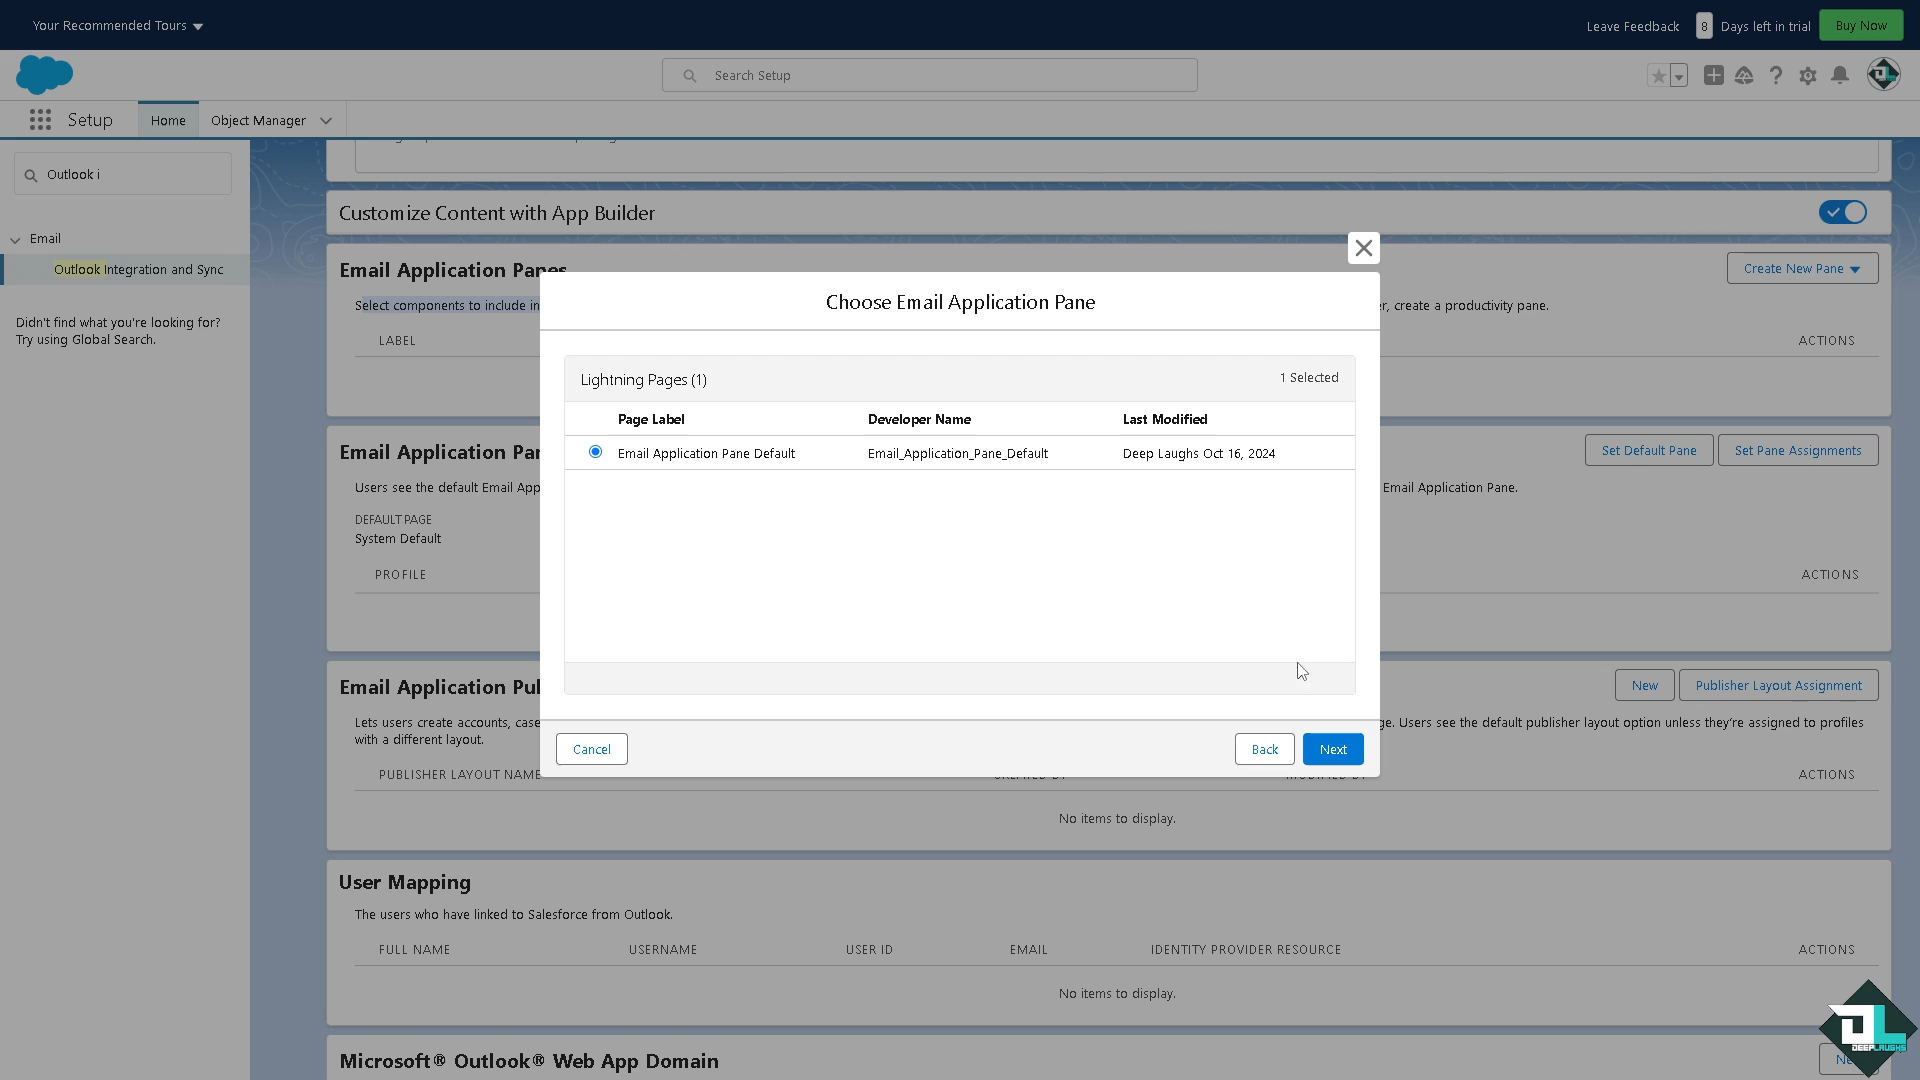 Your Recommended Tours
Leave Feedback 8 Days left in trial Buy Now
Search Setup
Setup Home Object Manager
Outlook i
Email
Outlook Integration and Sync
Didn't find what you're looking for?
Try using Global Search.
Customize Content with App Builder
Email Application Panes
Create New Pane
Select components to include in
r, create a productivity pane.
LABEL
ACTIONS
Choose Email Application Pane
Lightning Pages (1)
1 Selected
Page Label Developer Name Last Modified
Email Application Pane Default Email_Application_Pane_Default Deep Laughs Oct 16, 2024
Cancel Back Next
Email Application Pan
Set Default Pane Set Pane Assignments
Users see the default Email App
Email Application Pane.
DEFAULT PAGE
System Default
PROFILE
ACTIONS
Email Application Pul
New Publisher Layout Assignment
Lets users create accounts, case
ge. Users see the default publisher layout option unless they're assigned to profiles
with a different layout.
PUBLISHER LAYOUT NAME
ACTIONS
No items to display.
User Mapping
The users who have linked to Salesforce from Outlook.
FULL NAME USERNAME USER ID EMAIL IDENTITY PROVIDER RESOURCE ACTIONS
No items to display.
Microsoft® Outlook® Web App Domain
DL
DEEPLAUGHS